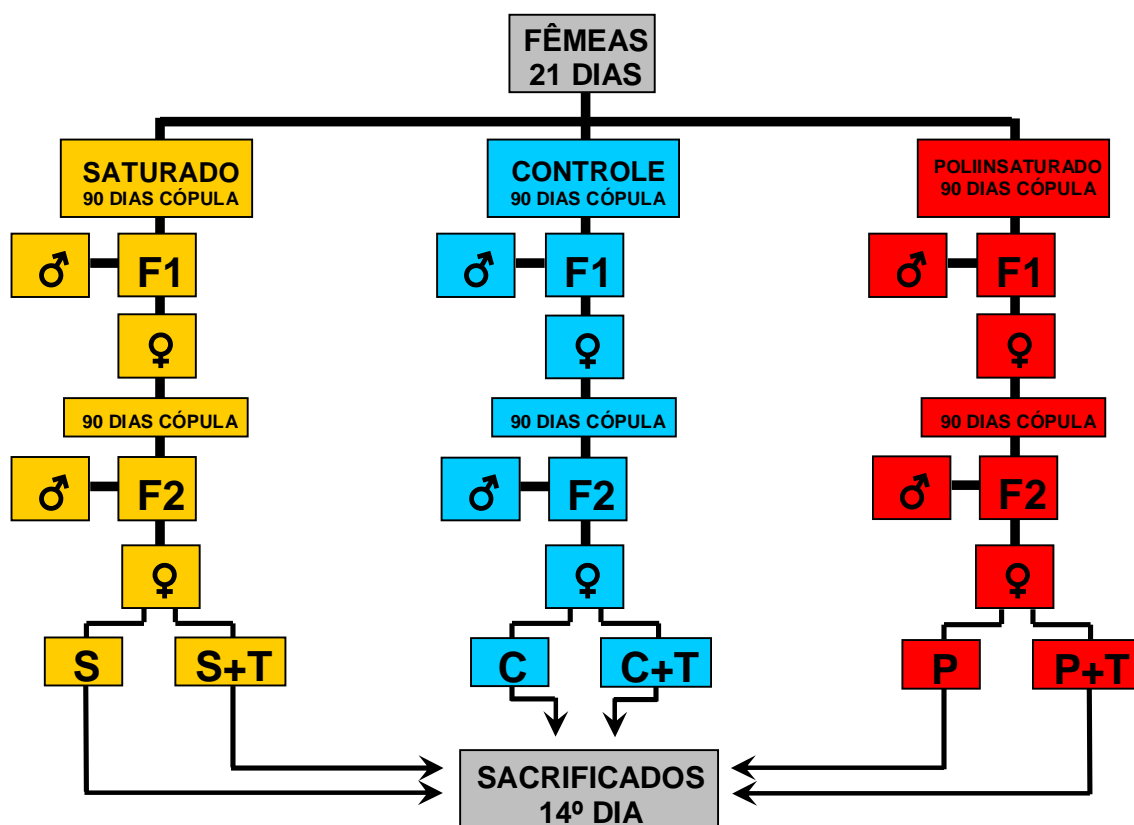 FÊMEAS
21 DIAS
SATURADO
90 DIAS CÓPULA
CONTROLE
90 DIAS CÓPULA
POLIINSATURADO
90 DIAS CÓPULA
♂ F1
♂ F1
♂ F1
♀
♀
♀
90 DIAS CÓPULA
90 DIAS CÓPULA
90 DIAS CÓPULA
♂ F2
♂ F2
♂ F2
♀
♀
♀
S
S+T
C
C+T
P
P+T
SACRIFICADOS
14º DIA